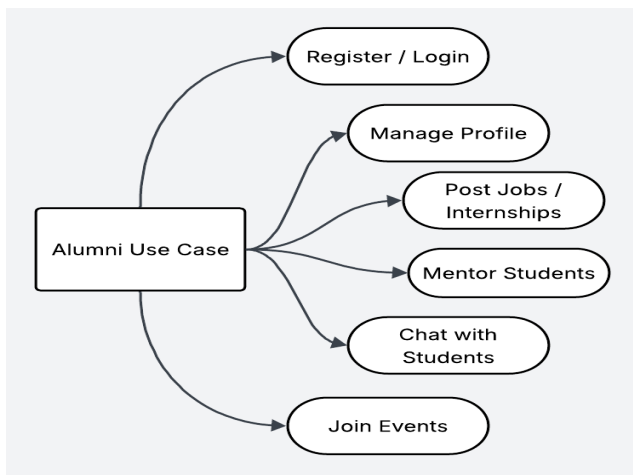 Register / Login
Manage Profile
Post Jobs /
Internships
Alumni Use Case
Mentor Students
Chat with
Students
Join Events